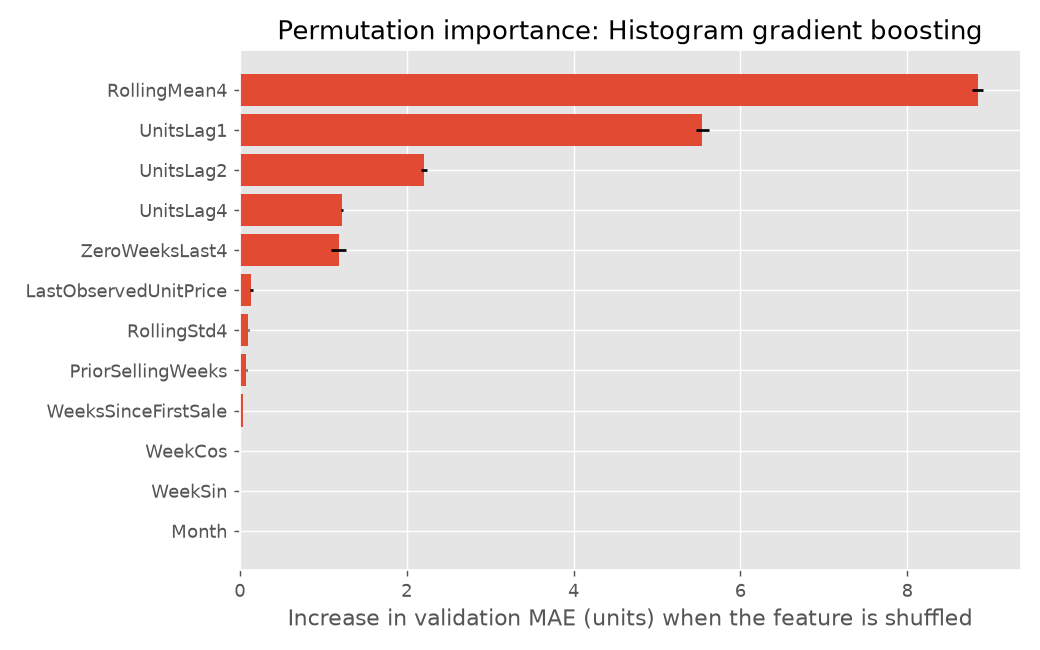 Permutation importance: Histogram gradient boosting
RollingMean4
UnitsLag1
UnitsLag2
UnitsLag4
ZeroWeeksLast4
LastObservedUnitPrice
RollingStd4
PriorSellingWeeks
WeeksSinceFirstSale
WeekCos
WeekSin
Month
0 2 4 6 8
Increase in validation MAE (units) when the feature is shuffled